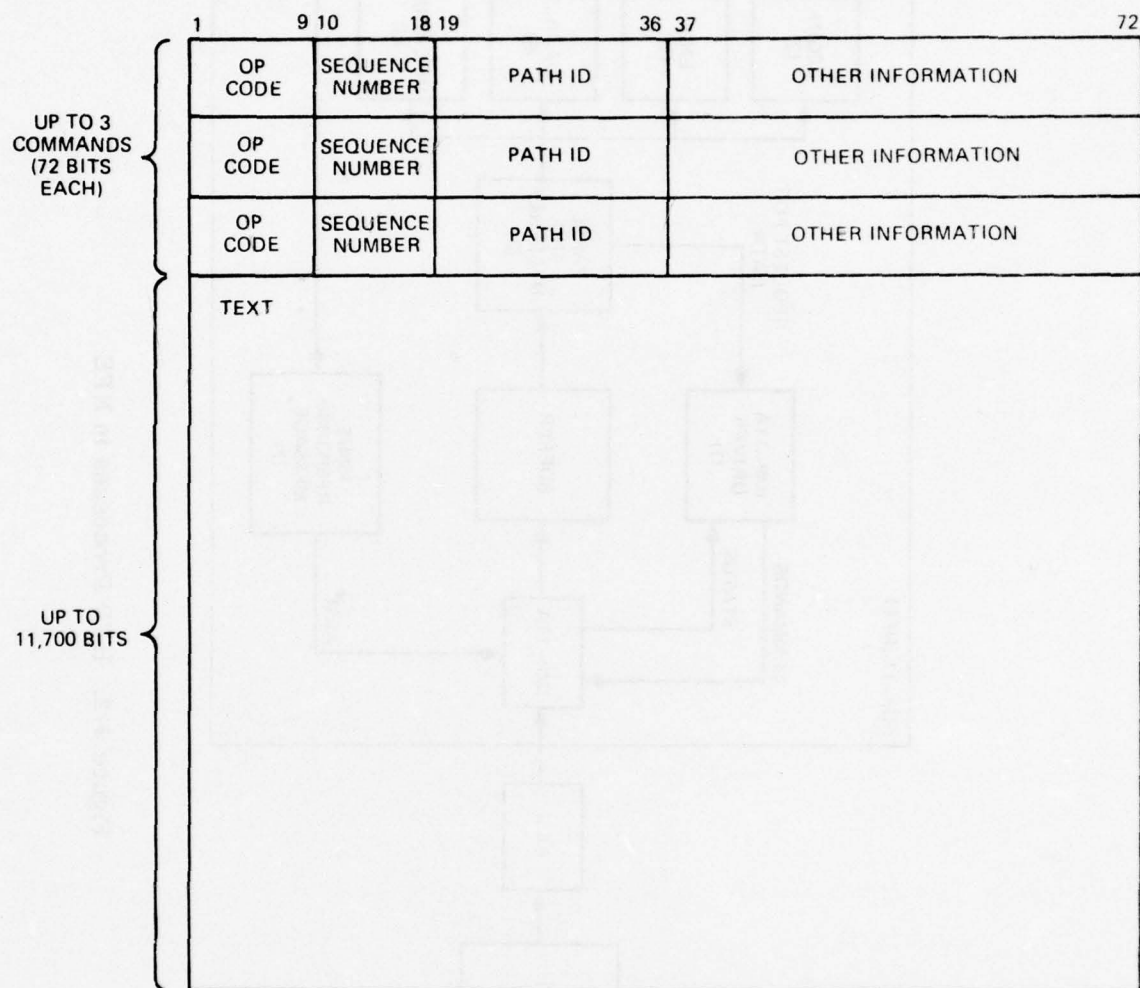 1 9 10 18 19 36 37 72
OP
CODE
SEQUENCE
NUMBER
PATH ID
OTHER INFORMATION
UP TO 3
COMMANDS
(72 BITS
EACH)
OP
CODE
SEQUENCE
NUMBER
PATH ID
OTHER INFORMATION
OP
CODE
SEQUENCE
NUMBER
PATH ID
OTHER INFORMATION
TEXT
UP TO
11,700 BITS